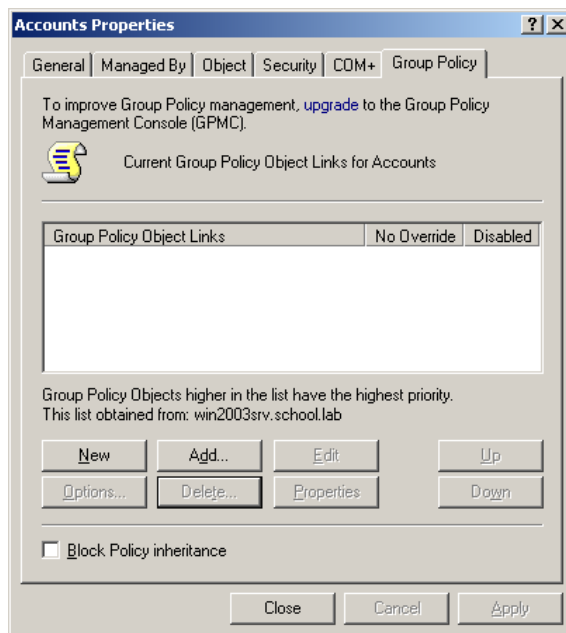 Accounts Properties
General Managed By Object Security COM+ Group Policy
To improve Group Policy management, upgrade to the Group Policy
Management Console (GPMC).
Current Group Policy Object Links for Accounts
Group Policy Object Links No Override Disabled
Group Policy Objects higher in the list have the highest priority.
This list obtained from: win2003srv.school.lab
New Add... Edit Up
Options... Delete... Properties Down
Block Policy inheritance
Close Cancel Apply